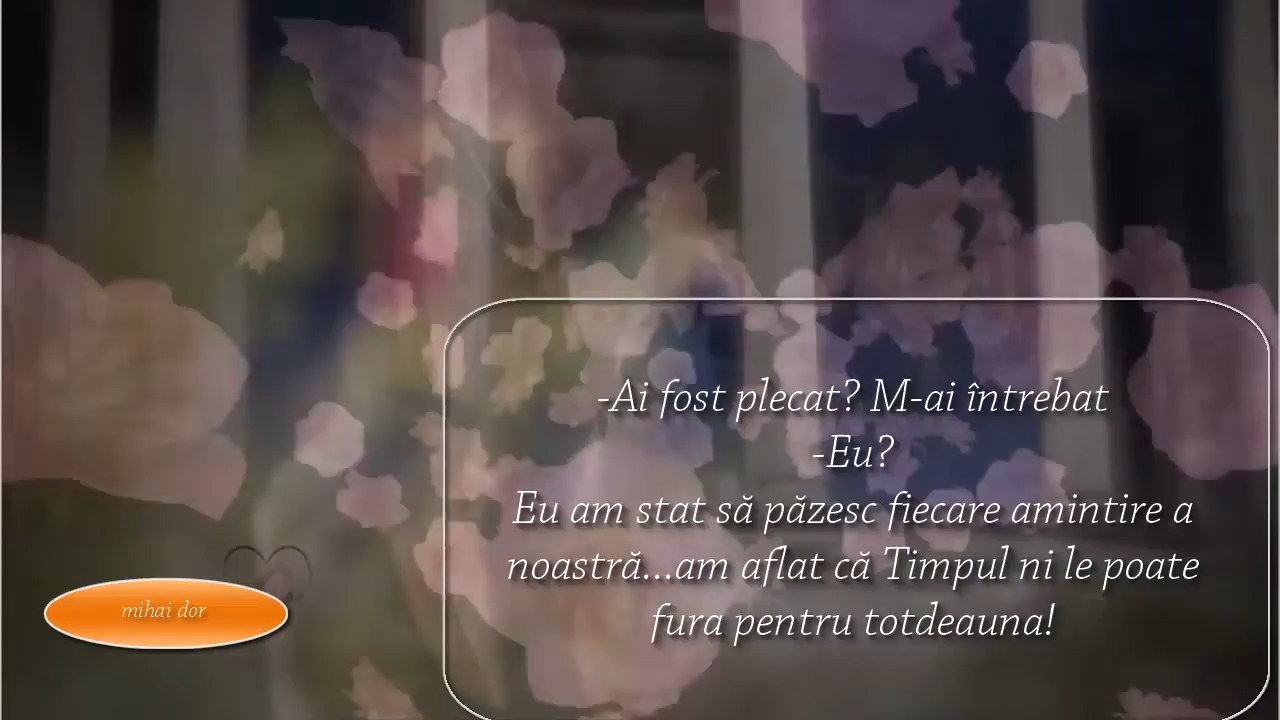 -Ai fost plecat? M-ai întrebat
-Eu?
Eu am stat să păzesc fiecare amintire a
noastră...am aflat că Timpul ni le poate
fura pentru totdeauna!
mihai dor